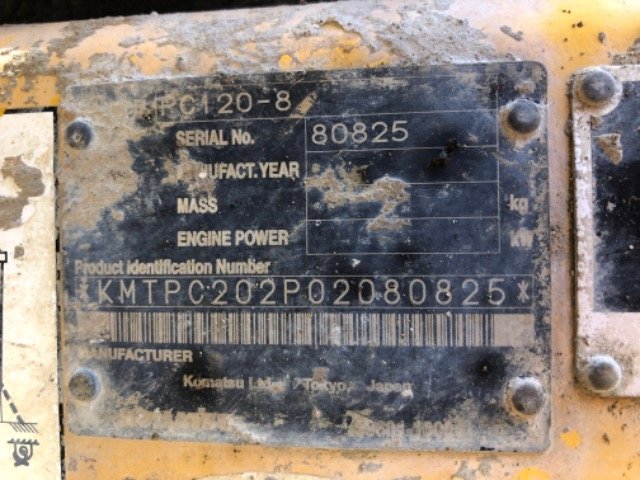 PC120-8
SERIAL No. 80825
MANUFACT.YEAR
MASS kg
ENGINE POWER kW
Product Identification Number
*KMTPC202P02080825*
MANUFACTURER
Komatsu Ltd. Tokyo, Japan